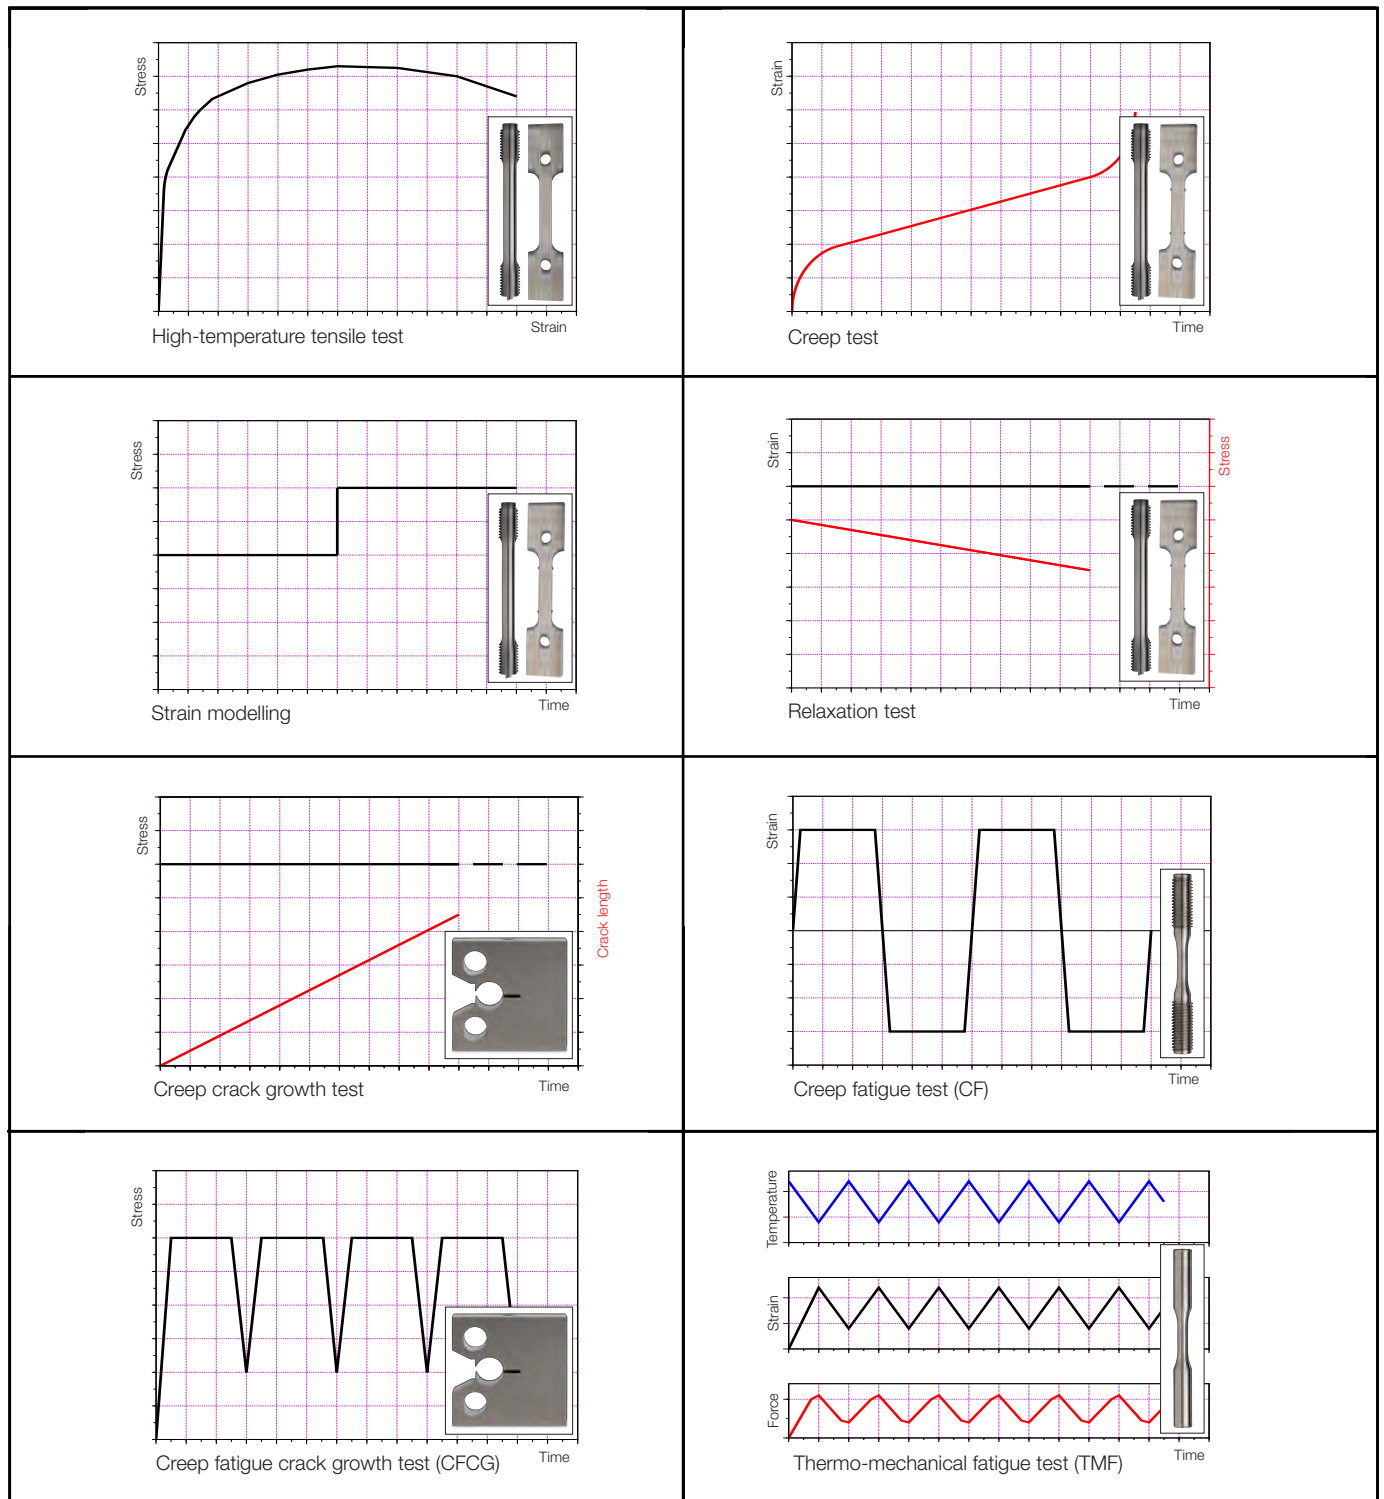 Stress
Strain
High-temperature tensile test
Strain
Time
Creep test
Stress
Time
Strain modelling
Strain
Stress
Time
Relaxation test
Stress
Crack length
Time
Creep crack growth test
Strain
Time
Creep fatigue test (CF)
Stress
Time
Creep fatigue crack growth test (CFCG)
Temperature
Strain
Force
Time
Thermo-mechanical fatigue test (TMF)